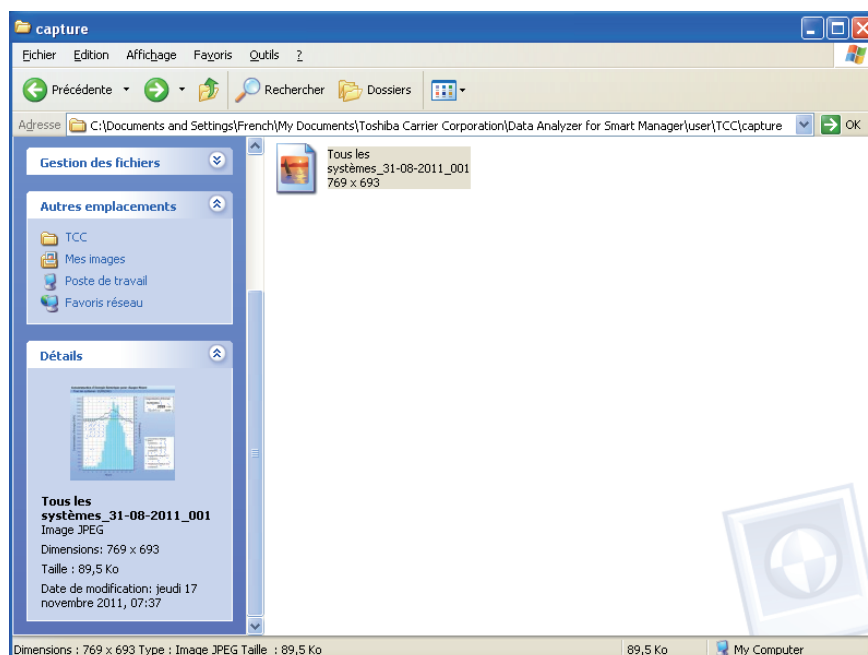 capture
Fichier Edition Affichage Favoris Outils ?
Précédente Rechercher Dossiers
Adresse C:\Documents and Settings\French\My Documents\Toshiba Carrier Corporation\Data Analyzer for Smart Manager\user\TCC\capture OK
Gestion des fichiers
Autres emplacements
TCC
Mes images
Poste de travail
Favoris réseau
Détails
Tous les
systèmes_31-08-2011_001
Image JPEG
Dimensions: 769 x 693
Taille : 89,5 Ko
Date de modification: jeudi 17
novembre 2011, 07:37
Tous les
systèmes_31-08-2011_001
769 x 693
Dimensions : 769 x 693 Type : Image JPEG Taille : 89,5 Ko 89,5 Ko My Computer